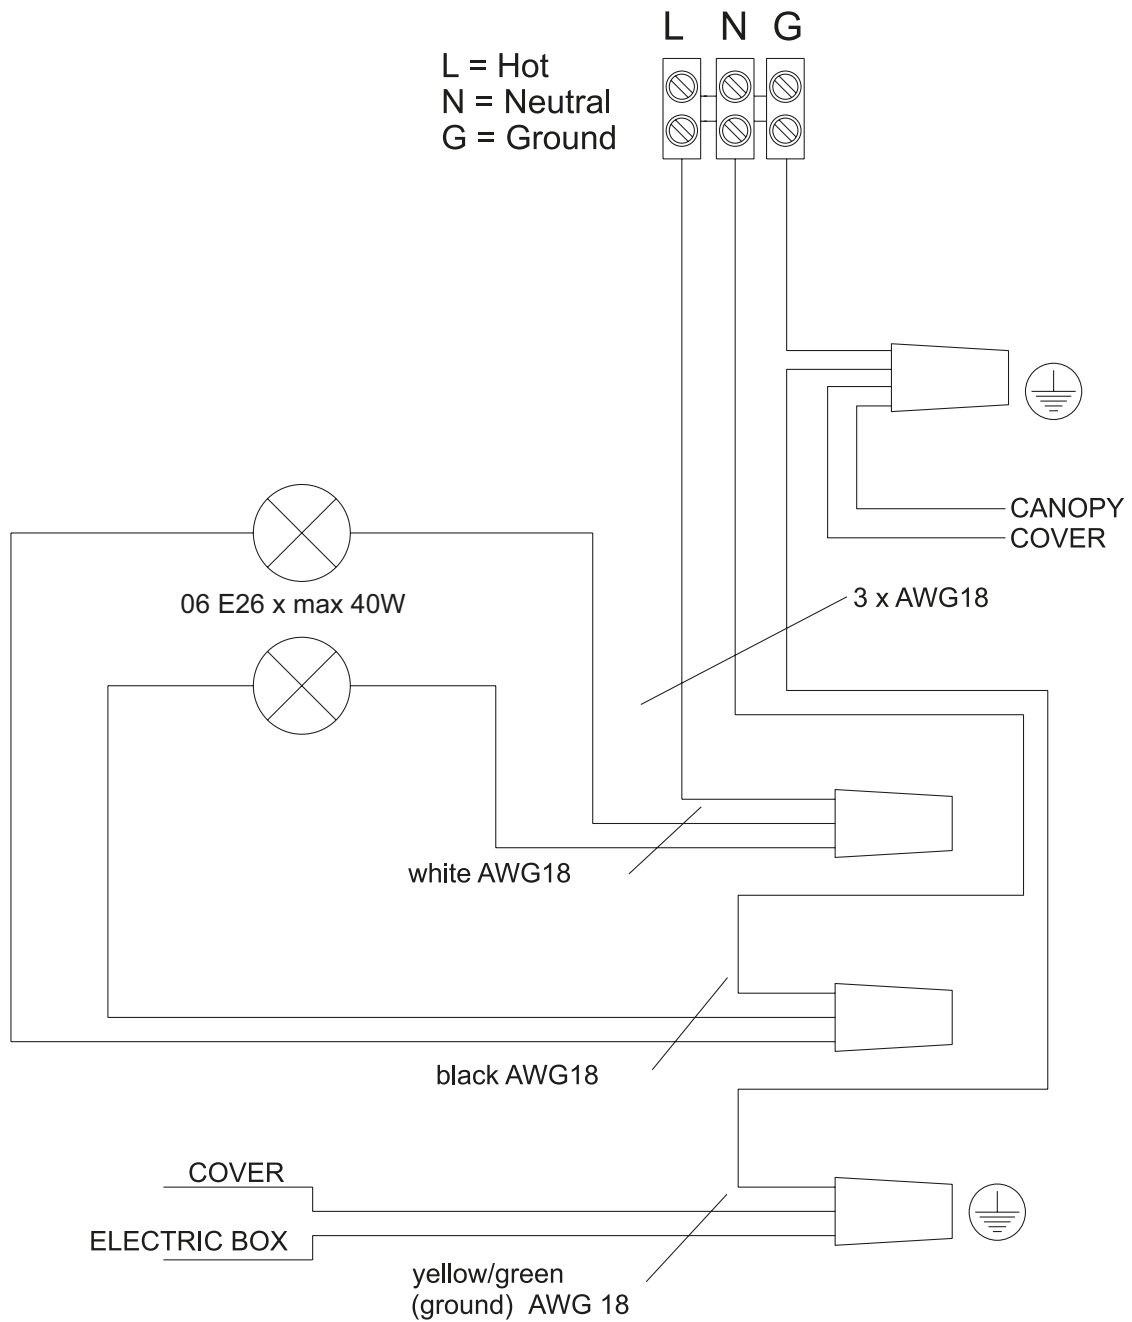 L N G
L = Hot
N = Neutral
G = Ground
CANOPY
COVER
06 E26 x max 40W
3 x AWG18
white AWG18
black AWG18
COVER
ELECTRIC BOX
yellow/green
(ground) AWG 18